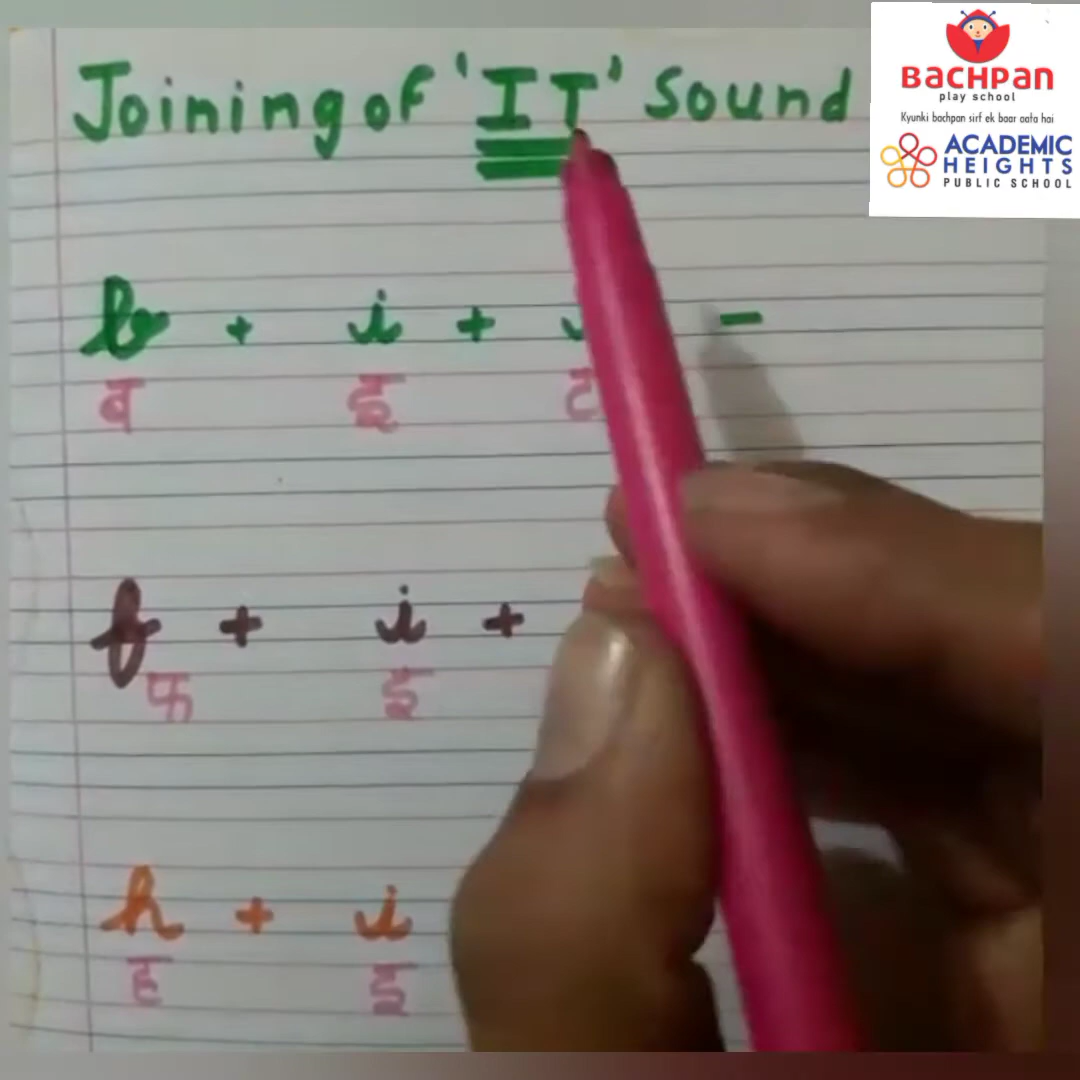 Joining of 'IT' Sound
BACHPAN
play school
Kyunki bachpan sirf ek baar aata hai
ACADEMIC
HEIGHTS
PUBLIC SCHOOL
b + i + -
ब इ ट
f + i +
फ इ
h + i
ह इ